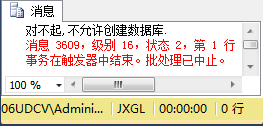 消息
对不起,不允许创建数据库.
消息 3609，级别 16，状态 2，第 1 行
事务在触发器中结束。批处理已中止。
100 %
06UDCV\Admini... JXGL 00:00:00 0 行